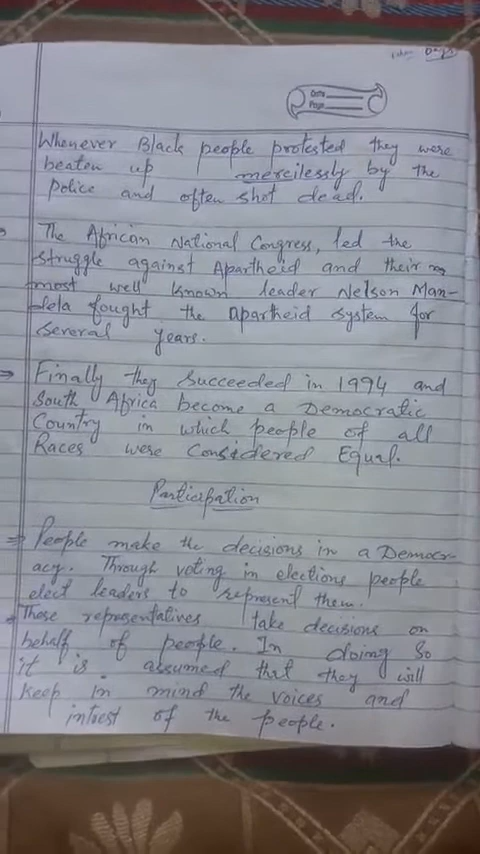 Date
Page
Whenever Black people protested they were
beaten up mercilessly by the
Police and often shot dead.
The African National Congress, led the
struggle against Apartheid and their
most well known leader Nelson Man-
dela fought the apartheid system for
several years.
⇒ Finally they succeeded in 1994 and
South Africa become a Democratic
Country in which people of all
Races were Considered Equal.
Participation
⇒ People make the decisions in a Democr-
acy. Through voting in elections people
elect leaders to represent them.
These representatives take decisions on
behalf of people. In doing so
it is assumed that they will
keep in mind the voices and
intrest of the people.